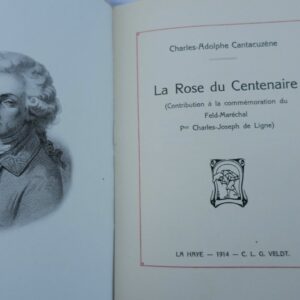 Charles-Adolphe Cantacuzène
La Rose du Centenaire
(Contribution à la commémoration du
Feld-Maréchal
Pce Charles-Joseph de Ligne)
LA HAYE – 1914 – C. L. G. VELDT.